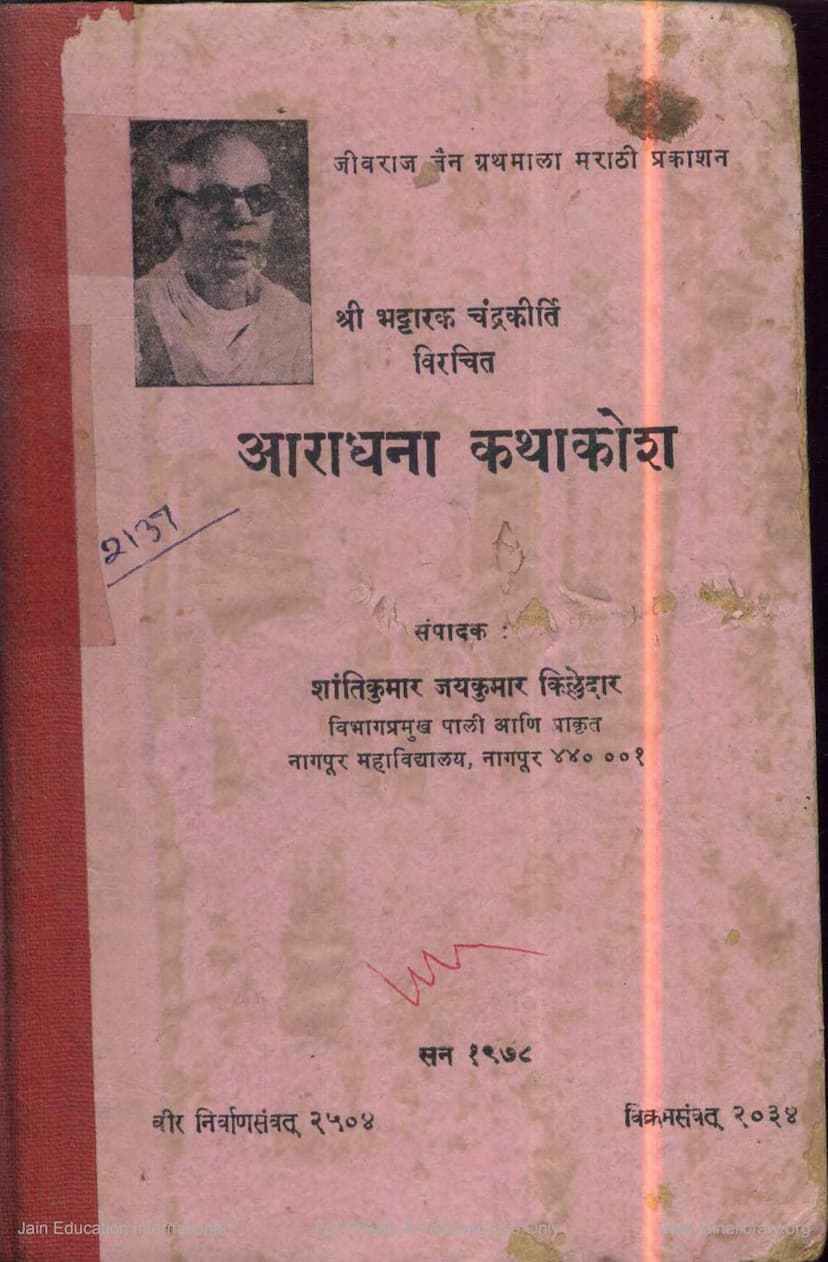 जीवराज जैन ग्रथमाला मराठी प्रकाशन
श्री भट्टारक चंद्रकीर्ति
विरचित
आराधना कथाकोश
2137
संपादक :
शांतिकुमार जयकुमार किल्लेदार
विभागप्रमुख पाली आणि प्राकृत
नागपूर महाविद्यालय, नागपूर ४४० ००१
सन १९७८
वीर निर्वाणसंवत् २५०४
विक्रमसंवत् २०३४
Jain Education International
For Private & Personal Use Only
www.jainelibrary.org